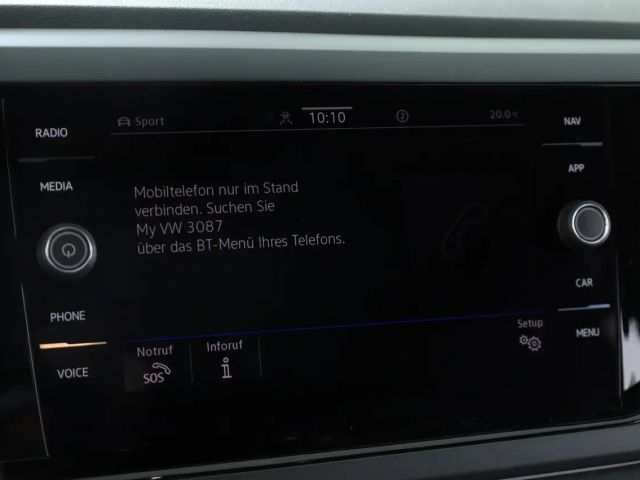 RADIO
MEDIA
PHONE
VOICE
Sport
10:10
2
20.0°C
Mobiltelefon nur im Stand
verbinden. Suchen Sie
My VW 3087
über das BT-Menü Ihres Telefons.
Notruf
SOS
Inforuf
Setup
NAV
APP
CAR
MENU